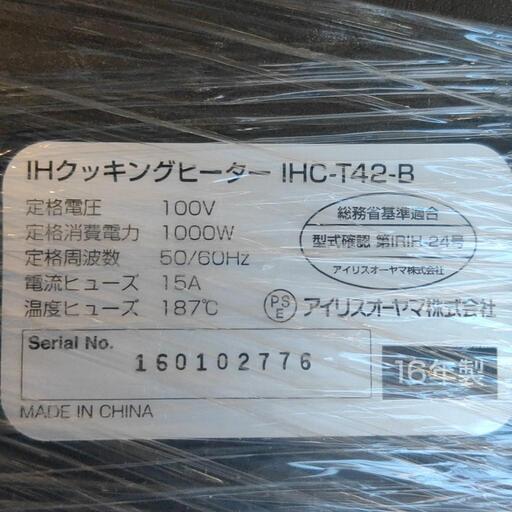 IHクッキングヒーター IHC-T42-B
定格電圧 100V
定格消費電力 1000W
定格周波数 50/60Hz
電流ヒューズ 15A
温度ヒューズ 187℃
総務省基準適合
型式確認 第IRIH-24号
アイリスオーヤマ株式会社
PSE アイリスオーヤマ株式会社
Serial No. 160102776
16年製
MADE IN CHINA